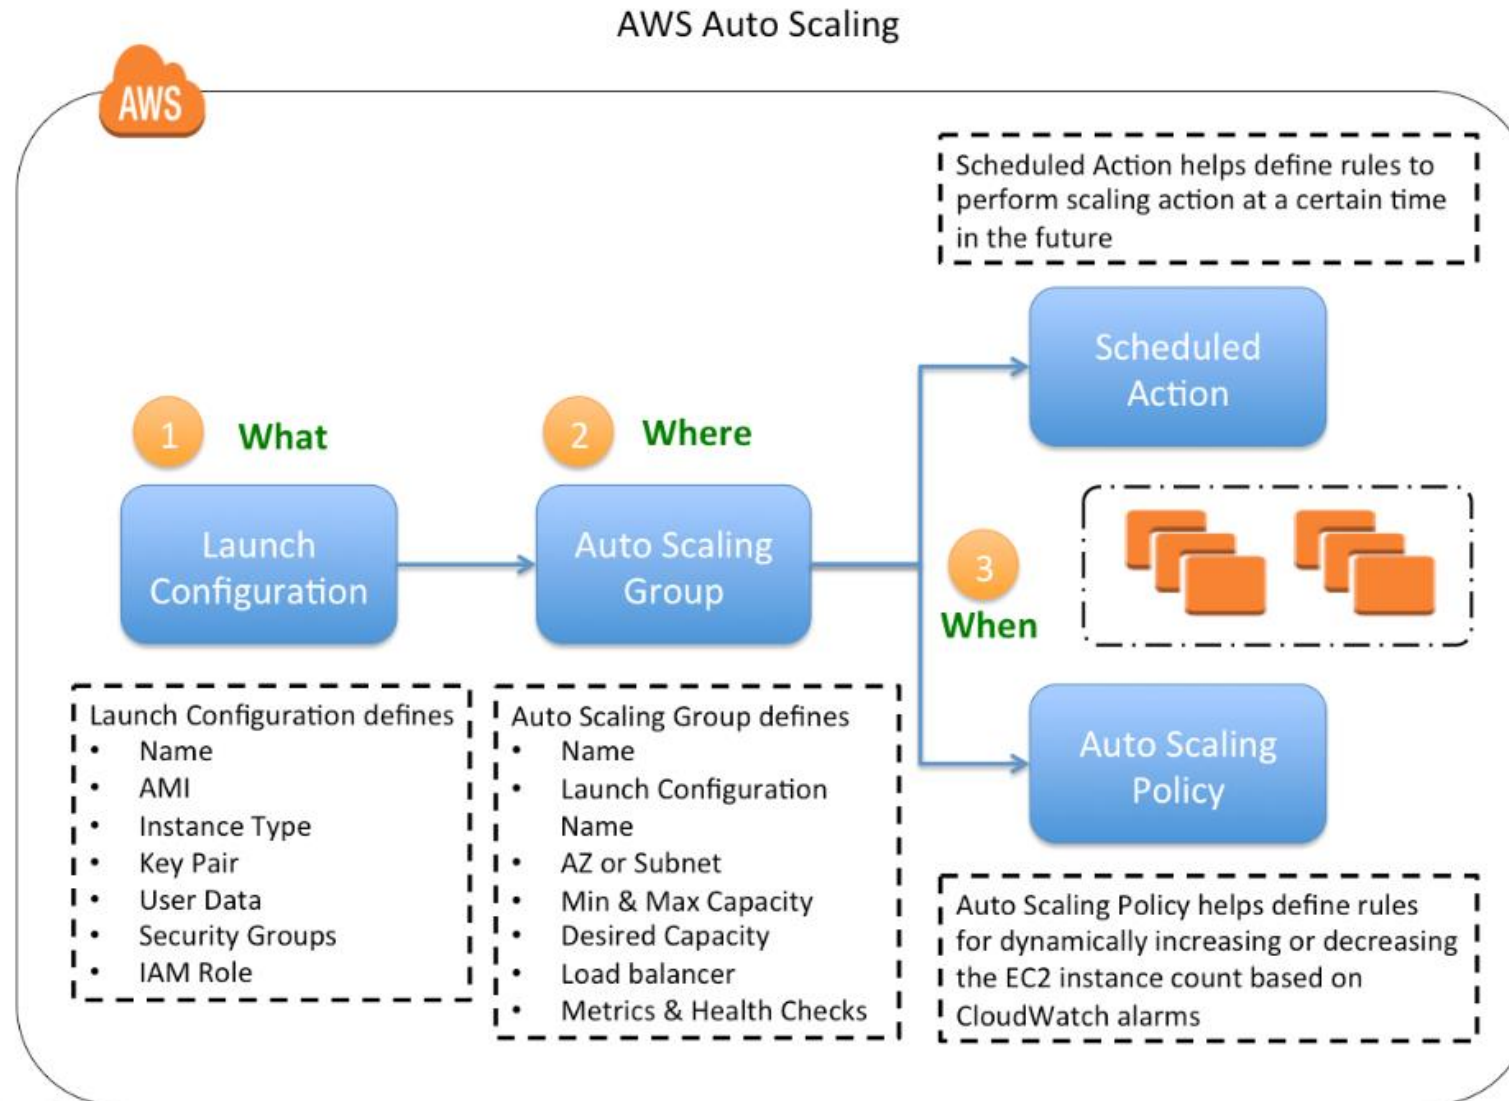 AWS Auto Scaling
AWS
Scheduled Action helps define rules to
perform scaling action at a certain time
in the future
Scheduled
Action
1
What
2
Where
Launch
Configuration
Auto Scaling
Group
3
When
Launch Configuration defines
• Name
• AMI
• Instance Type
• Key Pair
• User Data
• Security Groups
• IAM Role
Auto Scaling Group defines
• Name
• Launch Configuration
Name
• AZ or Subnet
• Min & Max Capacity
• Desired Capacity
• Load balancer
• Metrics & Health Checks
Auto Scaling
Policy
Auto Scaling Policy helps define rules
for dynamically increasing or decreasing
the EC2 instance count based on
CloudWatch alarms